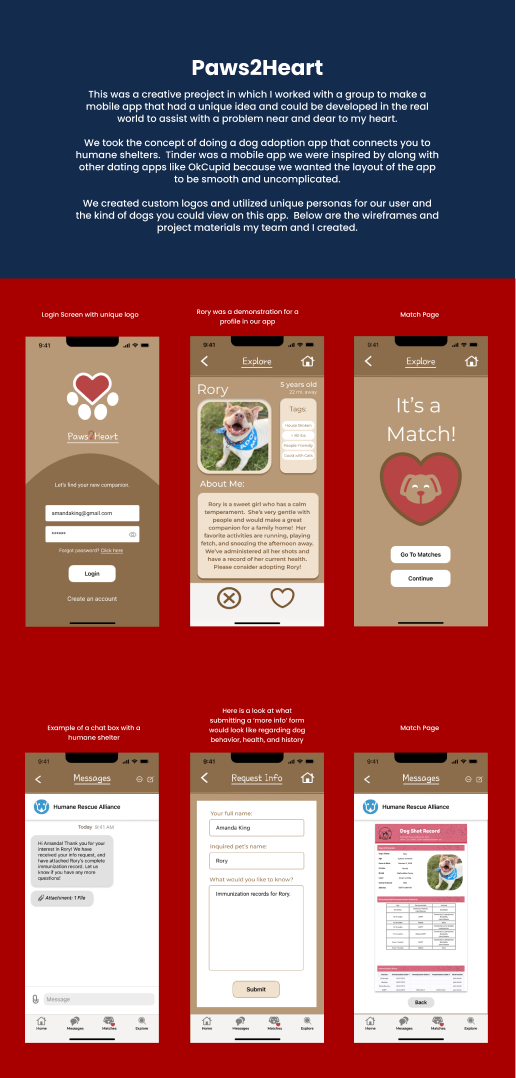 Paws2Heart
This was a creative preoject in which I worked with a group to make a
mobile app that had a unique idea and could be developed in the real
world to assist with a problem near and dear to my heart.
We took the concept of doing a dog adoption app that connects you to
humane shelters. Tinder was a mobile app we were inspired by along with
other dating apps like OkCupid because we wanted the layout of the app
to be smooth and uncomplicated.
We created custom logos and utilized unique personas for our user and
the kind of dogs you could view on this app. Below are the wireframes and
project materials my team and I created.
Login Screen with unique logo
9:41
Paws2Heart
Let's find your new companion.
amandaking@gmail.com
******
Forgot password? Click here
Login
Create an account
Rory was a demonstration for a
profile in our app
9:41
Explore
Rory
5 years old
22 mi. away
Tags:
House Broken
People Friendly
Good with Cats
About Me:
Rory is a sweet girl who has a calm
temperament. She's very gentle with
people and would make a great
companion for a family home! Her
favorite activities are running, playing
fetch, and snoozing the afternoon away.
We've administered all her shots and
have a record of her current health.
Please consider adopting Rory!
Match Page
9:41
Explore
It's a
Match!
Go To Matches
Continue
Example of a chat box with a
humane shelter
9:41
Messages
Humane Rescue Alliance
Today 9:41 AM
Hi Amanda! Thank you for your
interest in Rory! We have
received your info request, and
have attached Rory's complete
immunization record. Let us
know if you have any more
questions!
Attachment: 1 File
Message
Home
Messages
Matches
Explore
Here is a look at what
submitting a 'more info' form
would look like regarding dog
behavior, health, and history
9:41
Request Info
Your full name:
Amanda King
Inquired pet's name:
Rory
What would you like to know?
Immunization records for Rory.
Submit
Home
Messages
Matches
Explore
Match Page
9:41
Messages
Humane Rescue Alliance
Dog Shot Record
Back
Home
Messages
Matches
Explore